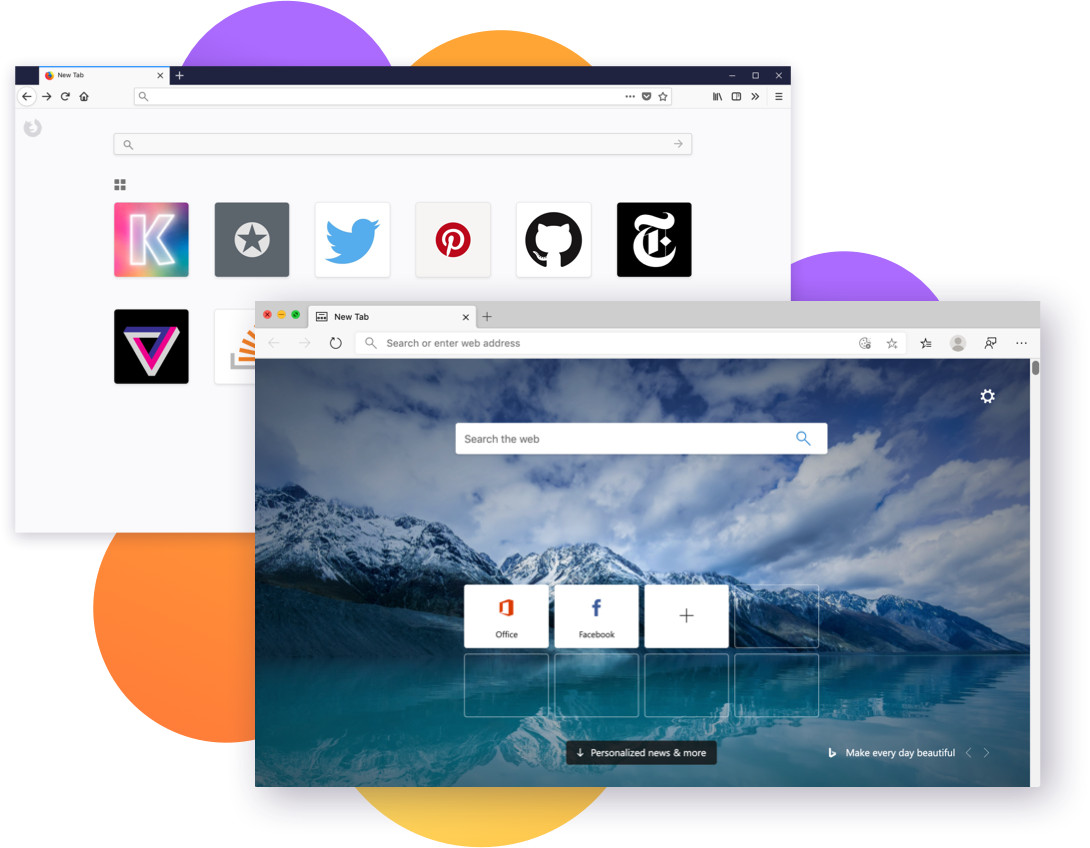 New Tab
K
New Tab
Search or enter web address
Search the web
Office
Facebook
Personalized news & more
Make every day beautiful